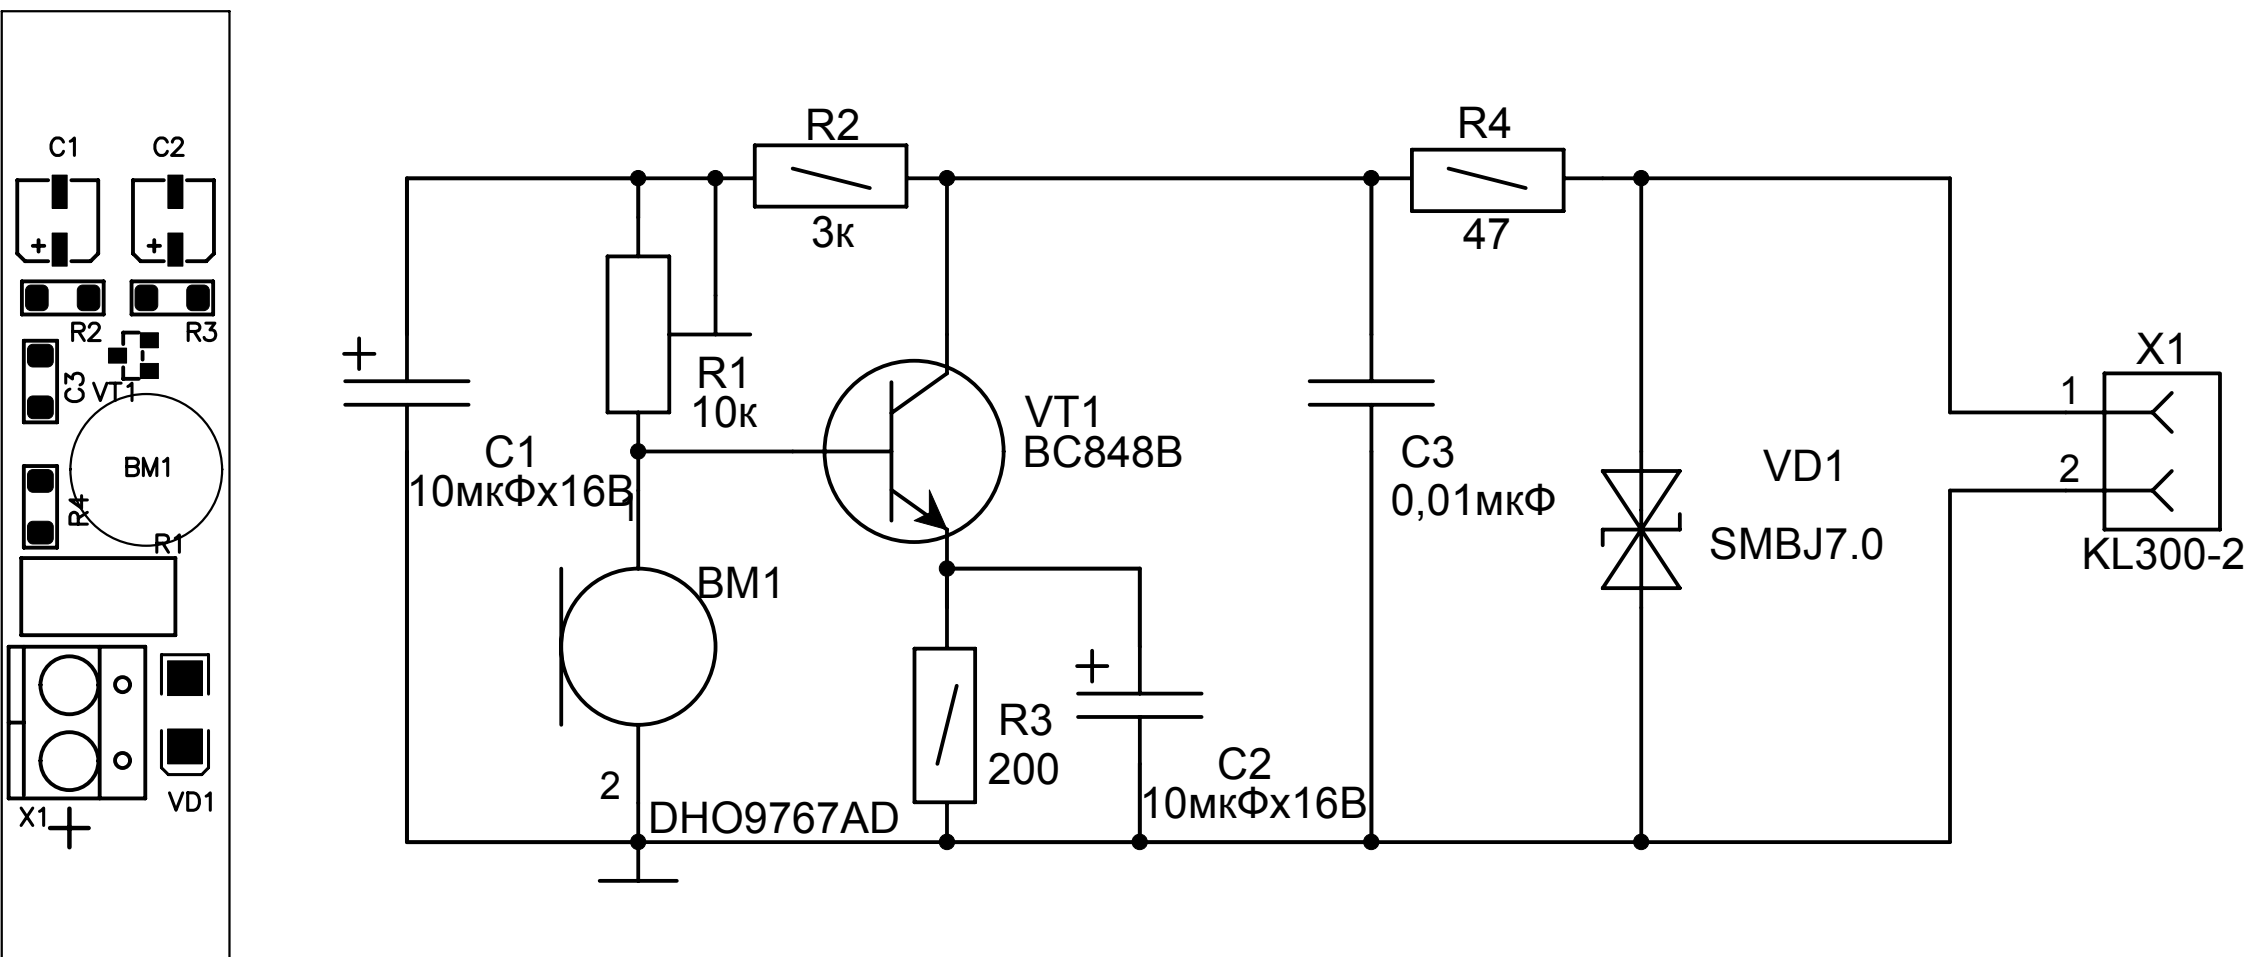 C1
C2
+
+
R2
R3
C3
VT1
BM1
R4
R1
X1
+
VD1
R2
3к
R4
47
+
C1
10мкФх16В
R1
10к
1
VT1
BC848B
BM1
2
DHO9767AD
R3
200
+
C2
10мкФх16В
C3
0,01мкФ
VD1
SMBJ7.0
X1
1
2
KL300-2